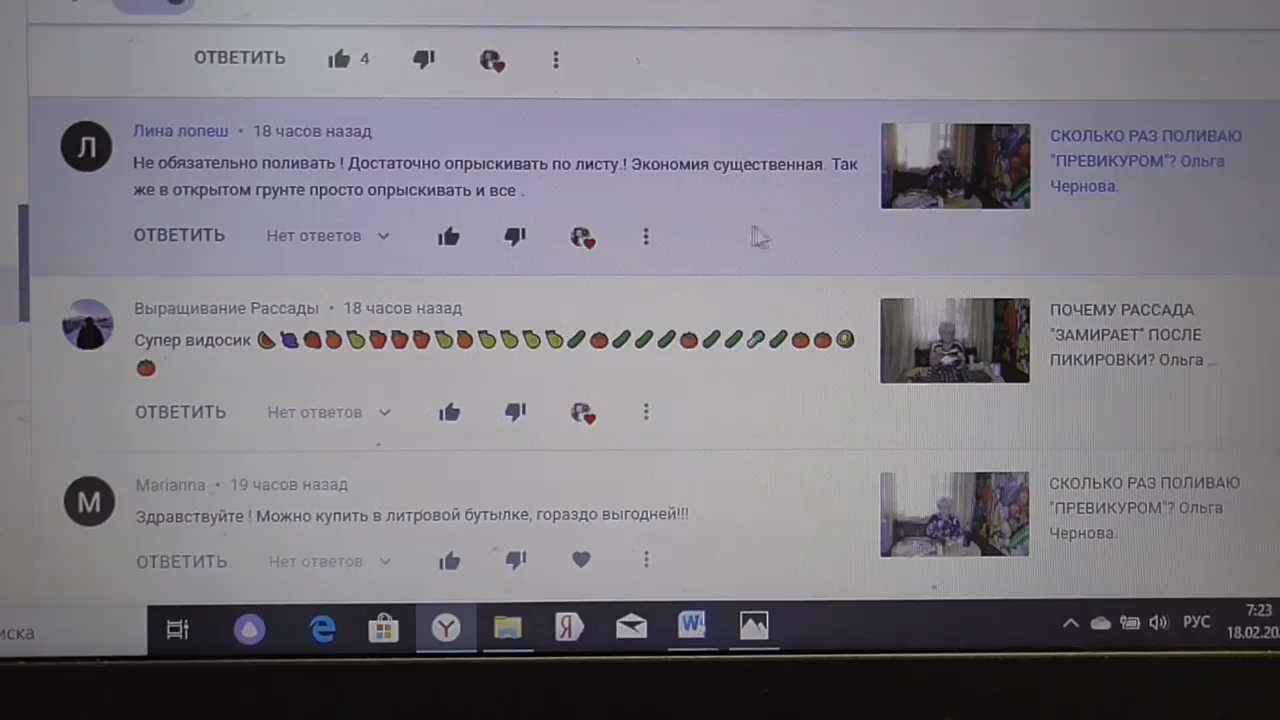 ОТВЕТИТЬ 4
Л
Лина лопеш • 18 часов назад
Не обязательно поливать ! Достаточно опрыскивать по листу.! Экономия существенная. Так
же в открытом грунте просто опрыскивать и все .
ОТВЕТИТЬ Нет ответов
СКОЛЬКО РАЗ ПОЛИВАЮ
"ПРЕВИКУРОМ"? Ольга
Чернова.
Выращивание Рассады • 18 часов назад
Супер видосик
ОТВЕТИТЬ Нет ответов
ПОЧЕМУ РАССАДА
"ЗАМИРАЕТ" ПОСЛЕ
ПИКИРОВКИ? Ольга ...
М
Marianna • 19 часов назад
Здравствуйте ! Можно купить в литровой бутылке, гораздо выгодней!!!
ОТВЕТИТЬ Нет ответов
СКОЛЬКО РАЗ ПОЛИВАЮ
"ПРЕВИКУРОМ"? Ольга
Чернова.
иска
Y
Я
W
РУС
7:23
18.02.20